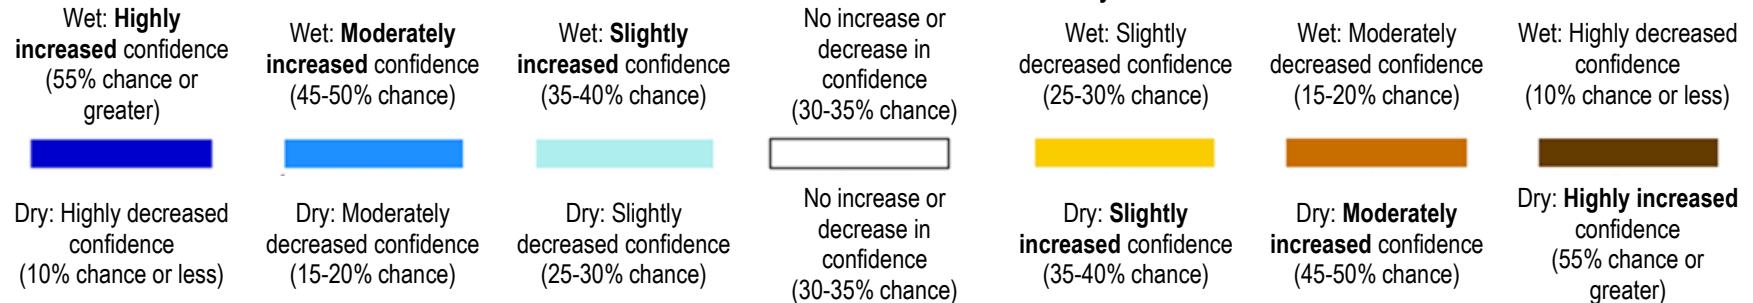 Wet: Highly
increased confidence
(55% chance or
greater)
Wet: Moderately
increased confidence
(45-50% chance)
Wet: Slightly
increased confidence
(35-40% chance)
No increase or
decrease in
confidence
(30-35% chance)
Wet: Slightly
decreased confidence
(25-30% chance)
Wet: Moderately
decreased confidence
(15-20% chance)
Wet: Highly decreased
confidence
(10% chance or less)
Dry: Highly decreased
confidence
(10% chance or less)
Dry: Moderately
decreased confidence
(15-20% chance)
Dry: Slightly
decreased confidence
(25-30% chance)
No increase or
decrease in
confidence
(30-35% chance)
Dry: Slightly
increased confidence
(35-40% chance)
Dry: Moderately
increased confidence
(45-50% chance)
Dry: Highly increased
confidence
(55% chance or
greater)